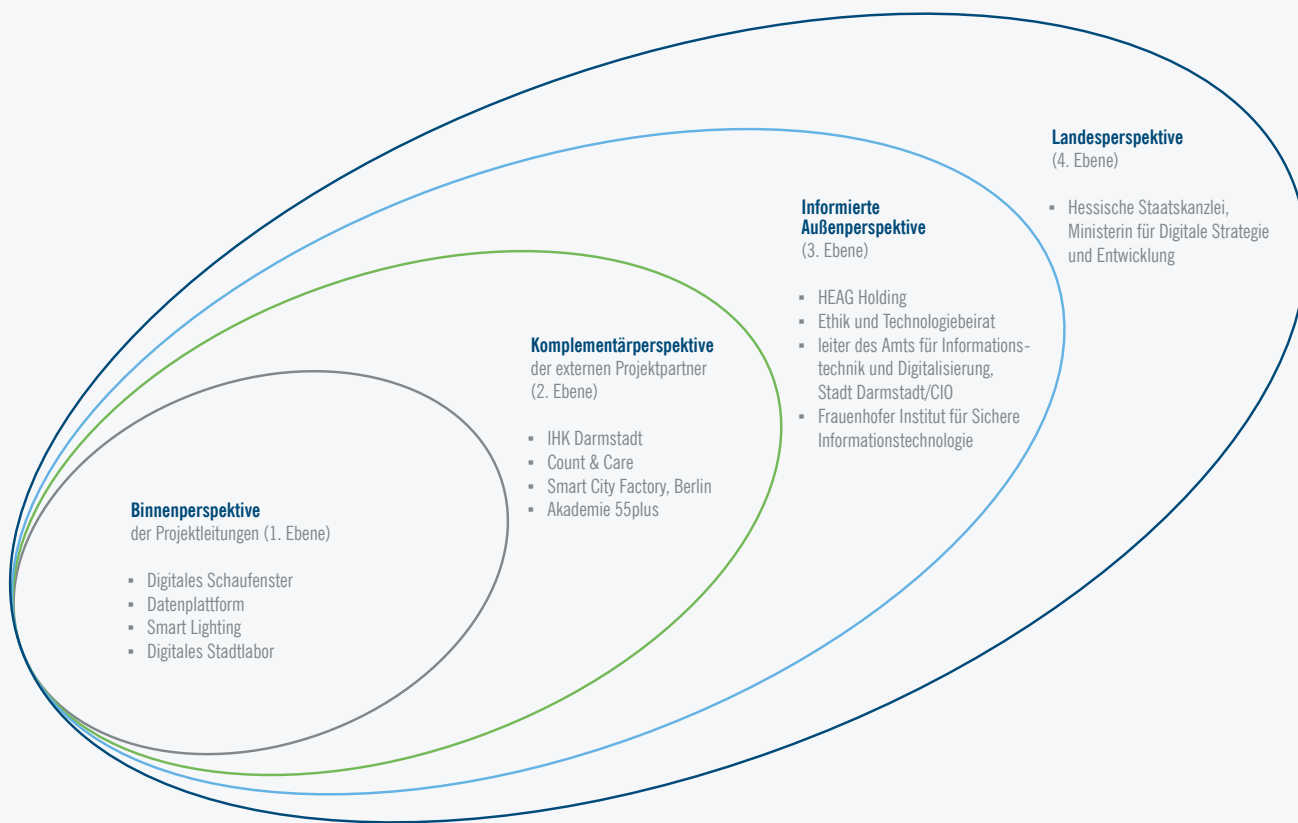 Landesperspektive
(4. Ebene)
▪ Hessische Staatskanzlei,
Ministerin für Digitale Strategie
und Entwicklung
Informierte
Außenperspektive
(3. Ebene)
▪ HEAG Holding
▪ Ethik und Technologiebeirat
▪ leiter des Amts für Informations-
technik und Digitalisierung,
Stadt Darmstadt/CIO
▪ Frauenhofer Institut für Sichere
Informationstechnologie
Komplementärperspektive
der externen Projektpartner
(2. Ebene)
▪ IHK Darmstadt
▪ Count & Care
▪ Smart City Factory, Berlin
▪ Akademie 55plus
Binnenperspektive
der Projektleitungen (1. Ebene)
▪ Digitales Schaufenster
▪ Datenplattform
▪ Smart Lighting
▪ Digitales Stadtlabor